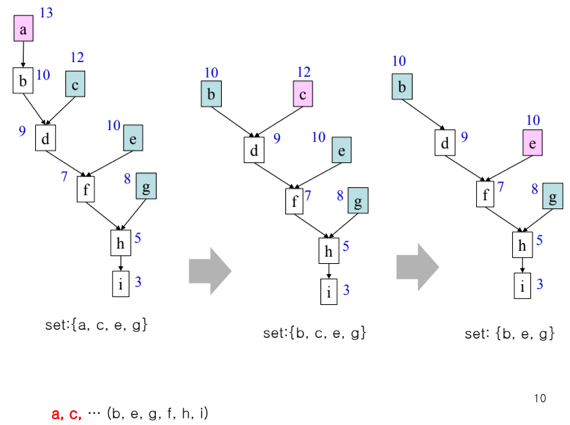 13
a
12
b 10 c
9 d 10 e
7 f 8 g
h 5
i 3
set:{a, c, e, g}
10 12
b c
d 9 10 e
f 7 8 g
h 5
i 3
set:{b, c, e, g}
10
b
d 9 10 e
f 7 8 g
h 5
i 3
set: {b, e, g}
a, c, ⋯ (b, e, g, f, h, i)
10